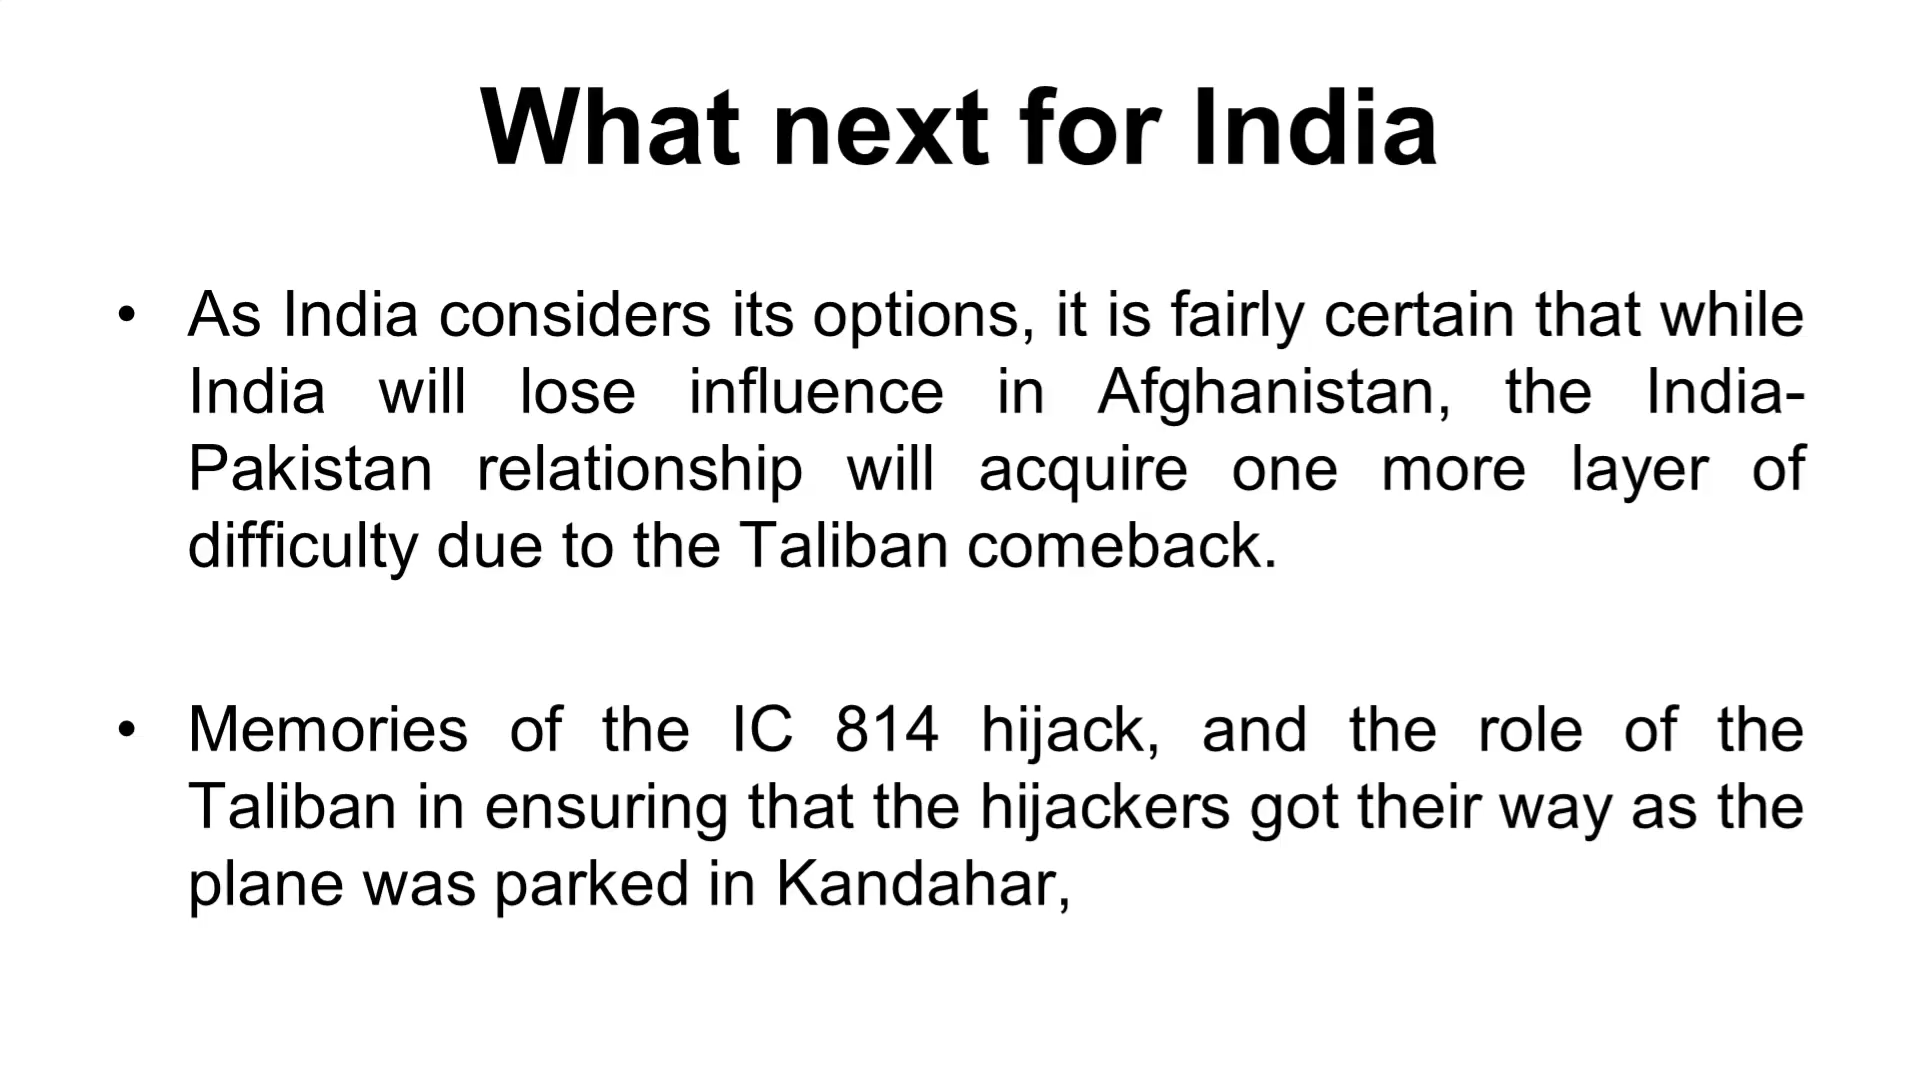 What next for India
• As India considers its options, it is fairly certain that while
India will lose influence in Afghanistan, the India-
Pakistan relationship will acquire one more layer of
difficulty due to the Taliban comeback.
• Memories of the IC 814 hijack, and the role of the
Taliban in ensuring that the hijackers got their way as the
plane was parked in Kandahar,